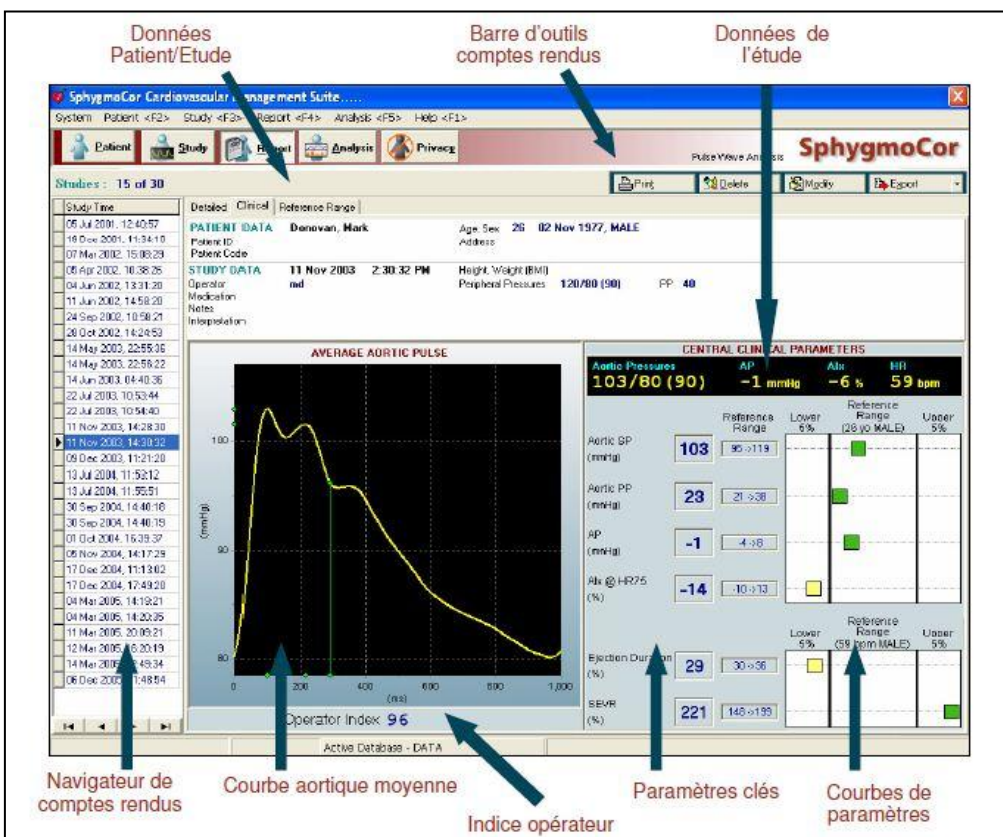 Données
Patient/Etude
Barre d'outils
comptes rendus
Données de
l'étude
SphygmoCor Cardiovascular Management Suite.....
System Patient <F2> Study <F3> Report <F4> Analysis <F5> Help <F1>
Patient Study Report Analysis Privacy
Pulse Wave Analysis SphygmoCor
Studies : 15 of 30
Print Delete Modify Export
Study Time
Detailed Clinical Reference Range
05 Jul 2001, 12:40:57
16 Dec 2001, 11:34:10
07 Mar 2002, 15:08:29
05 Apr 2002, 10:38:26
04 Jun 2002, 13:31:20
11 Jun 2002, 14:58:20
24 Sep 2002, 10:58:21
28 Oct 2002, 14:24:53
14 May 2003, 22:55:36
14 May 2003, 22:56:22
14 Jun 2003, 04:40:36
22 Jul 2003, 10:53:44
22 Jul 2003, 10:54:40
11 Nov 2003, 14:28:30
11 Nov 2003, 14:30:32
09 Dec 2003, 11:21:20
13 Jul 2004, 11:53:12
13 Jul 2004, 11:55:51
30 Sep 2004, 14:40:18
30 Sep 2004, 14:40:19
01 Oct 2004, 16:39:37
05 Nov 2004, 14:17:29
17 Dec 2004, 11:13:02
17 Dec 2004, 17:49:20
04 Mar 2005, 14:19:21
04 Mar 2005, 14:20:35
11 Mar 2005, 20:09:21
12 Mar 2005, 16:20:19
14 Mar 2005,
06 Dec 2005,
PATIENT DATA Donovan, Mark Age, Sex 26 02 Nov 1977, MALE
Patient ID Address
Patient Code
STUDY DATA 11 Nov 2003 2:30:32 PM Height, Weight (BMI)
Operator md Peripheral Pressures 120/80 (90) PP 40
Medication
Notes
Interpretation
AVERAGE AORTIC PULSE
100
90
80
(mmHg)
0 200 400 600 800 1,000
(ms)
Operator Index 96
CENTRAL CLINICAL PARAMETERS
Aortic Pressures AP AIx HR
103/80 (90) -1 mmHg -6 % 59 bpm
Reference
Range
Lower
5%
Reference
Range
(26 yo MALE)
Upper
5%
Aortic SP
(mmHg)
103 95->119
Aortic PP
(mmHg)
23 21->38
AP
(mmHg)
-1 -4->8
AIx @ HR75
(%)
-14 -10->13
Lower
5%
Reference
Range
(59 bpm MALE)
Upper
5%
Ejection Duration
(%)
29 30->36
SEVR
(%)
221 148->199
Active Database - DATA
Navigateur de
comptes rendus
Courbe aortique moyenne
Indice opérateur
Paramètres clés
Courbes de
paramètres